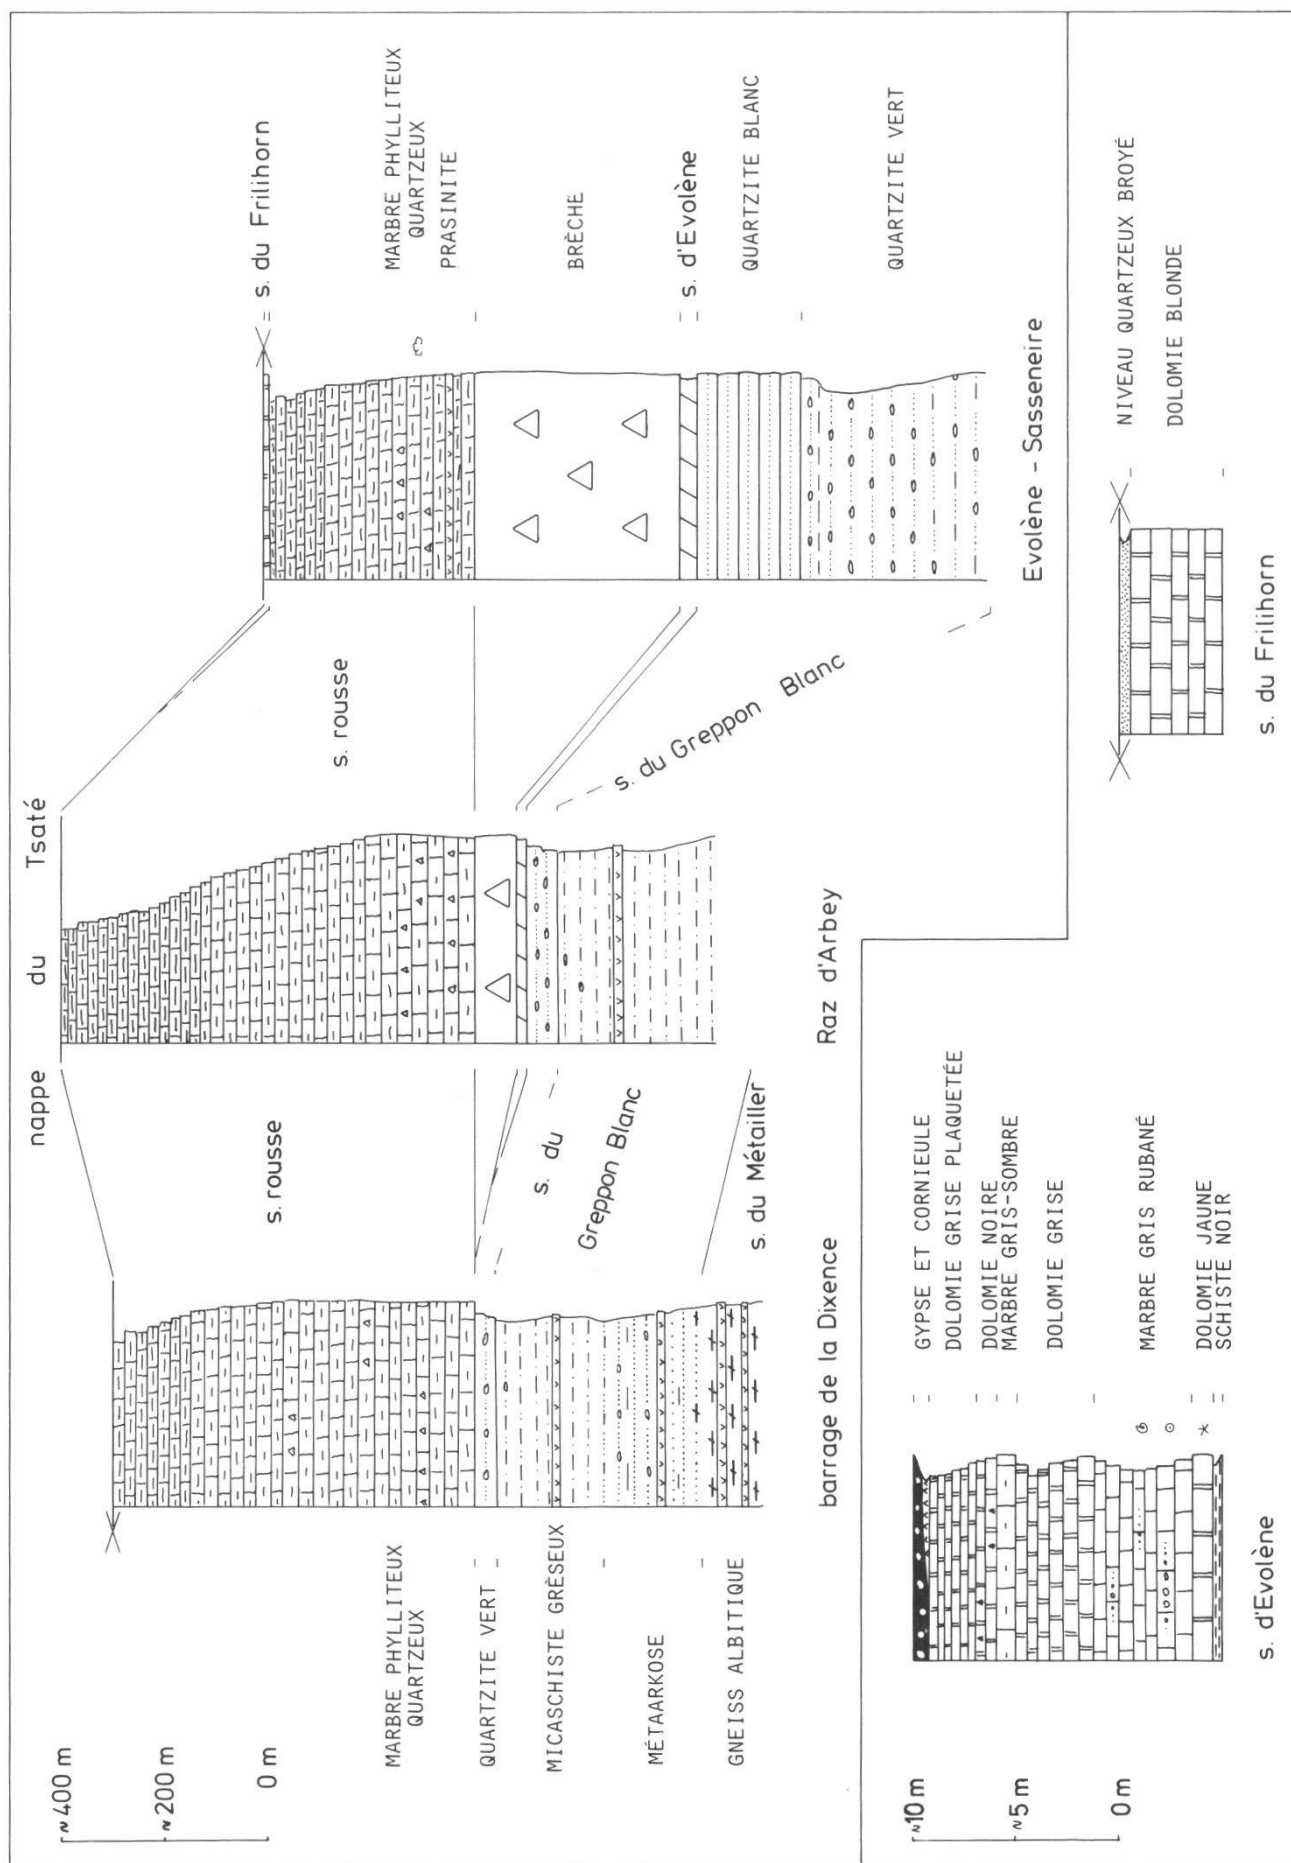 nappe du Tsaté
≈400 m
≈200 m
0 m
MARBRE PHYLLITEUX
QUARTZEUX
QUARTZITE VERT
MICASCHISTE GRÈSEUX
MÉTAARKOSE
GNEISS ALBITIQUE
barrage de la Dixence
s. rousse
s. du
Greppon Blanc
s. du Métailler
Raz d'Arbey
s. rousse
s. du Greppon Blanc
Evolène - Sasseneire
s. du Frilihorn
MARBRE PHYLLITEUX
QUARTZEUX
PRASINITE
BRÈCHE
s. d'Evolène
QUARTZITE BLANC
QUARTZITE VERT
≈10 m
≈5 m
0 m
s. d'Evolène
GYPSE ET CORNIEULE
DOLOMIE GRISE PLAQUETÉE
DOLOMIE NOIRE
MARBRE GRIS-SOMBRE
DOLOMIE GRISE
MARBRE GRIS RUBANÉ
DOLOMIE JAUNE
SCHISTE NOIR
s. du Frilihorn
NIVEAU QUARTZEUX BROYÉ
DOLOMIE BLONDE